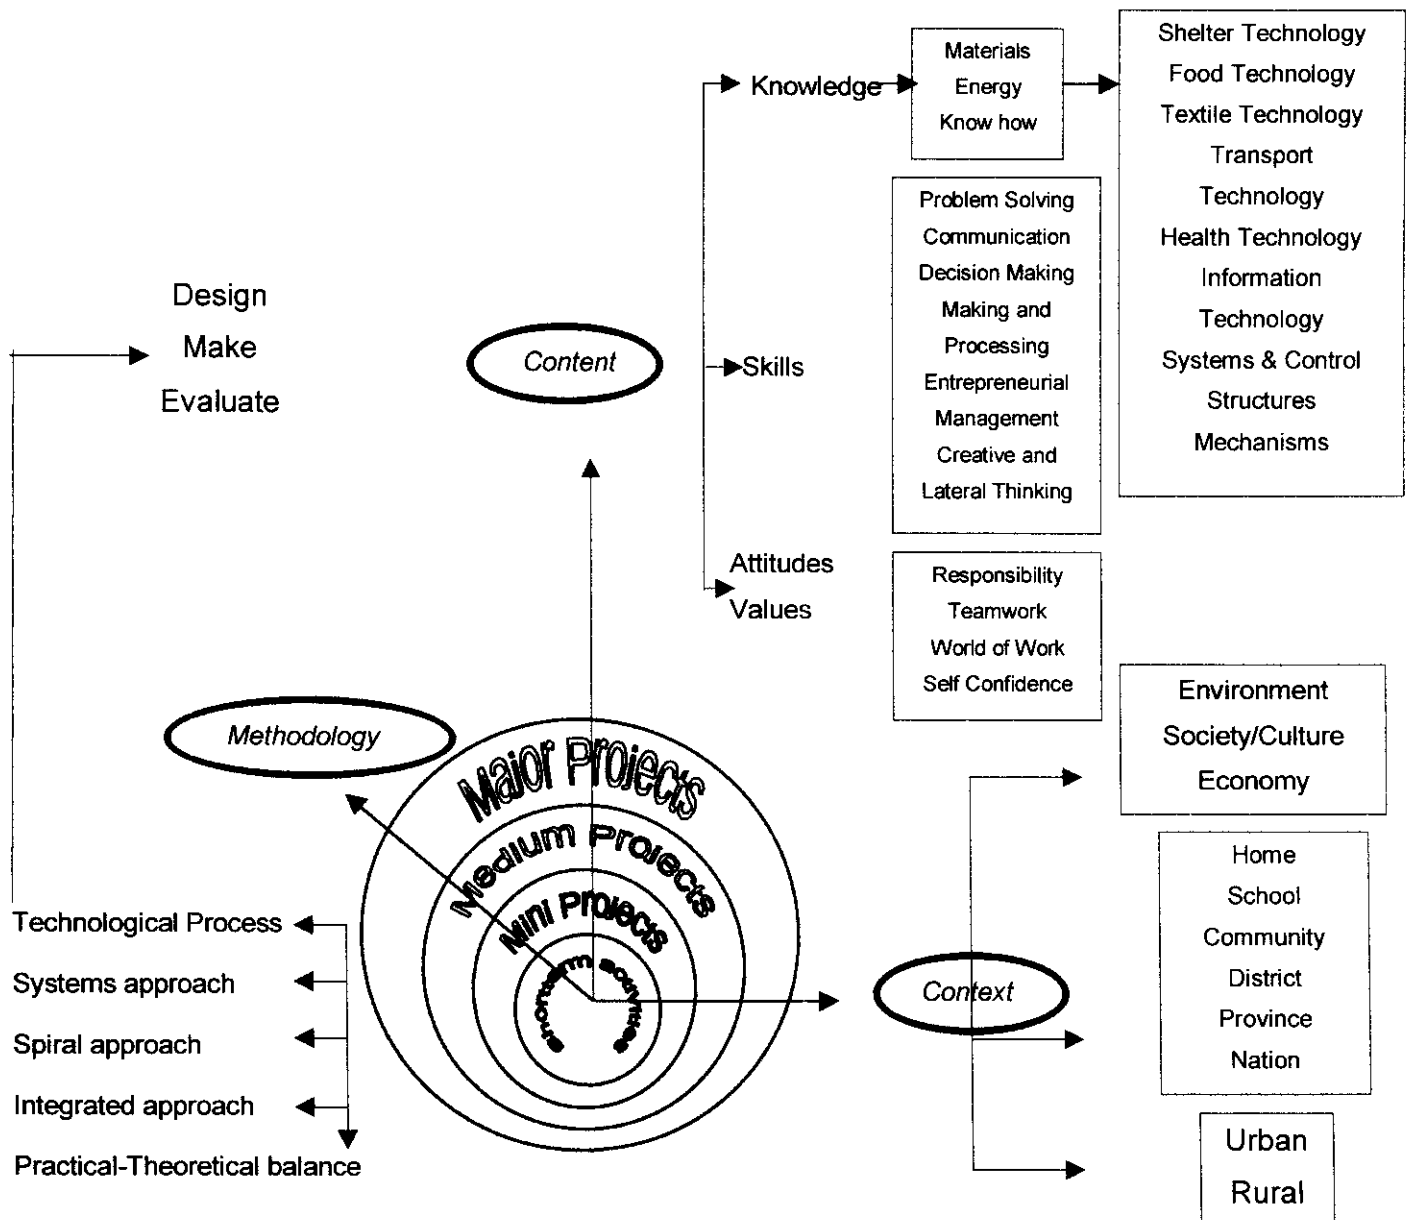 Design
Make
Evaluate
Content
Knowledge
Materials
Energy
Know how
Shelter Technology
Food Technology
Textile Technology
Transport
Technology
Health Technology
Information
Technology
Systems & Control
Structures
Mechanisms
Skills
Problem Solving
Communication
Decision Making
Making and
Processing
Entrepreneurial
Management
Creative and
Lateral Thinking
Attitudes
Values
Responsibility
Teamwork
World of Work
Self Confidence
Methodology
Major Projects
Medium Projects
Mini Projects
Technological Process
Systems approach
Spiral approach
Integrated approach
Practical-Theoretical balance
Context
Environment
Society/Culture
Economy
Home
School
Community
District
Province
Nation
Urban
Rural